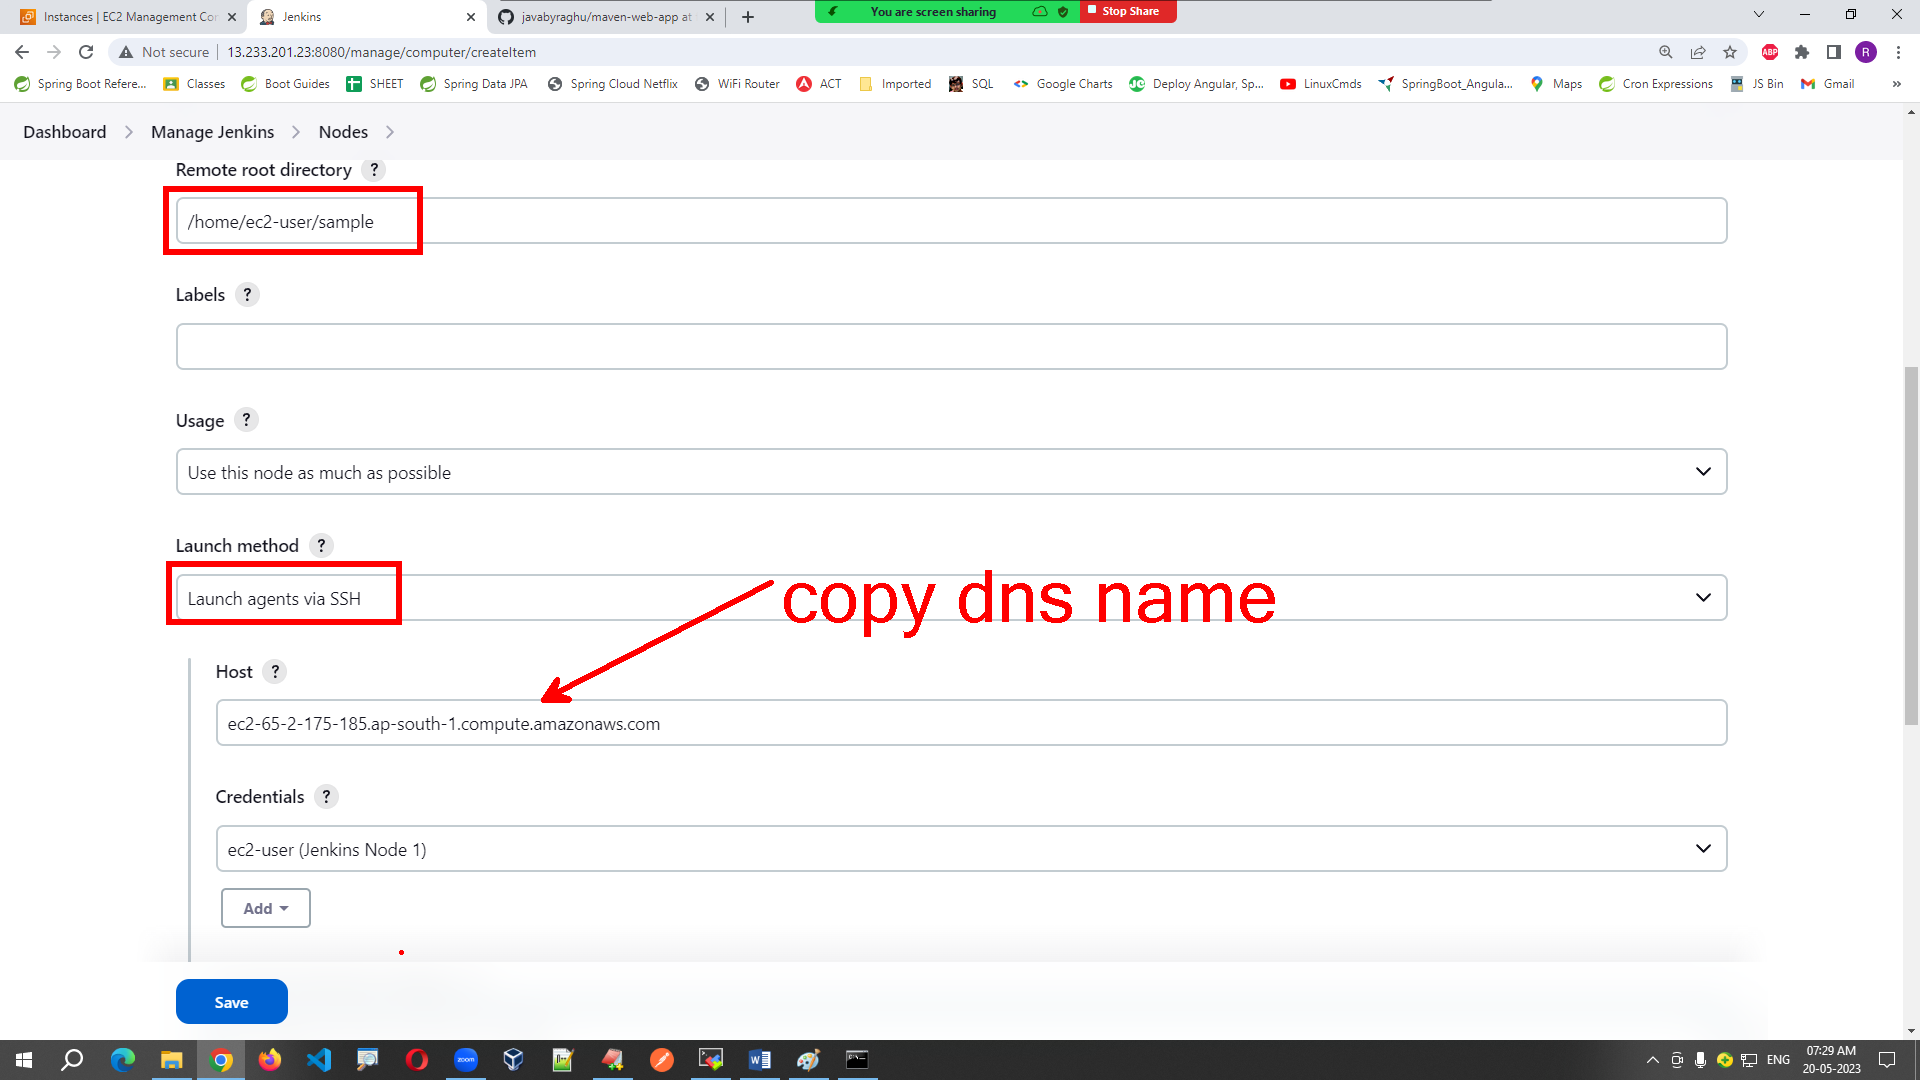 Instances | EC2 Management Con
Jenkins
javabyraghu/maven-web-app at
You are screen sharing
Stop Share
Not secure
13.233.201.23:8080/manage/computer/createItem
ABP
R
Spring Boot Refere...
Classes
Boot Guides
SHEET
Spring Data JPA
Spring Cloud Netflix
WiFi Router
ACT
Imported
SQL
Google Charts
Deploy Angular, Sp...
LinuxCmds
SpringBoot_Angula...
Maps
Cron Expressions
JS Bin
Gmail
»
Dashboard
Manage Jenkins
Nodes
Remote root directory ?
/home/ec2-user/sample
Labels ?
Usage ?
Use this node as much as possible
Launch method ?
Launch agents via SSH
copy dns name
Host ?
ec2-65-2-175-185.ap-south-1.compute.amazonaws.com
Credentials ?
ec2-user (Jenkins Node 1)
Add
Save
zoom
ENG
07:29 AM
20-05-2023